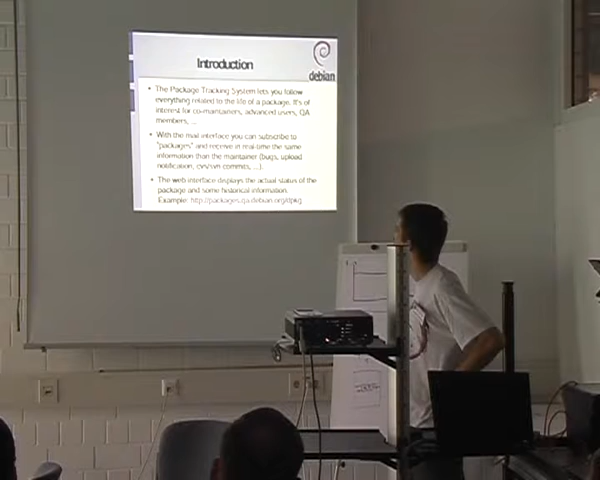 Introduction
debian
• The Package Tracking System lets you follow
everything related to the life of a package. It's of
interest for co-maintainers, advanced users, QA
members, ...
• With the mail interface you can subscribe to
"packages" and receive in real-time the same
information than the maintainer (bugs, upload
notification, cvs/svn commits, ...).
• The web interface displays the actual status of the
package and some historical information.
Example: http://packages.qa.debian.org/dpkg